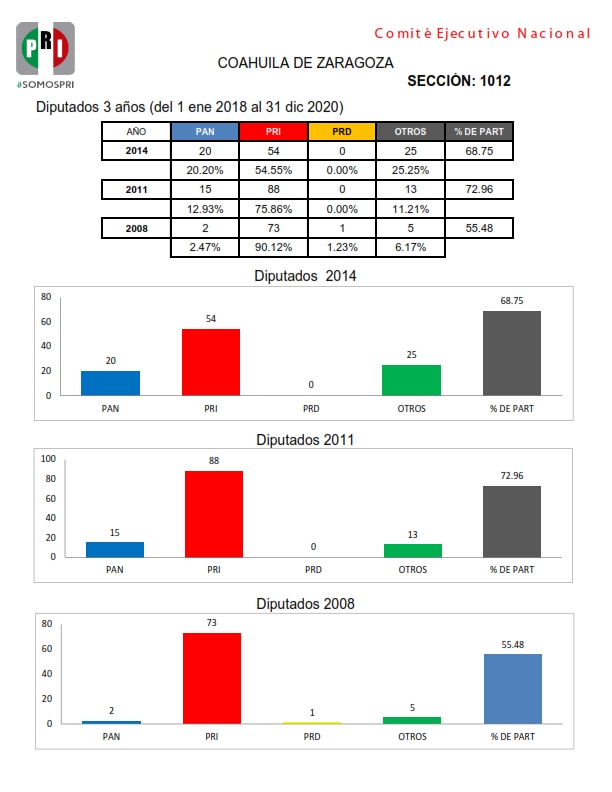 PRI
#SOMOSPRI
Comité Ejecutivo Nacional
COAHUILA DE ZARAGOZA
SECCIÓN: 1012
Diputados 3 años (del 1 ene 2018 al 31 dic 2020)
AÑO PAN PRI PRD OTROS % DE PART
2014 20 54 0 25 68.75
20.20% 54.55% 0.00% 25.25%
2011 15 88 0 13 72.96
12.93% 75.86% 0.00% 11.21%
2008 2 73 1 5 55.48
2.47% 90.12% 1.23% 6.17%
Diputados 2014
80
60
40
20
0
20
54
0
25
68.75
PAN PRI PRD OTROS % DE PART
Diputados 2011
100
80
60
40
20
0
15
88
0
13
72.96
PAN PRI PRD OTROS % DE PART
Diputados 2008
80
60
40
20
0
2
73
1
5
55.48
PAN PRI PRD OTROS % DE PART